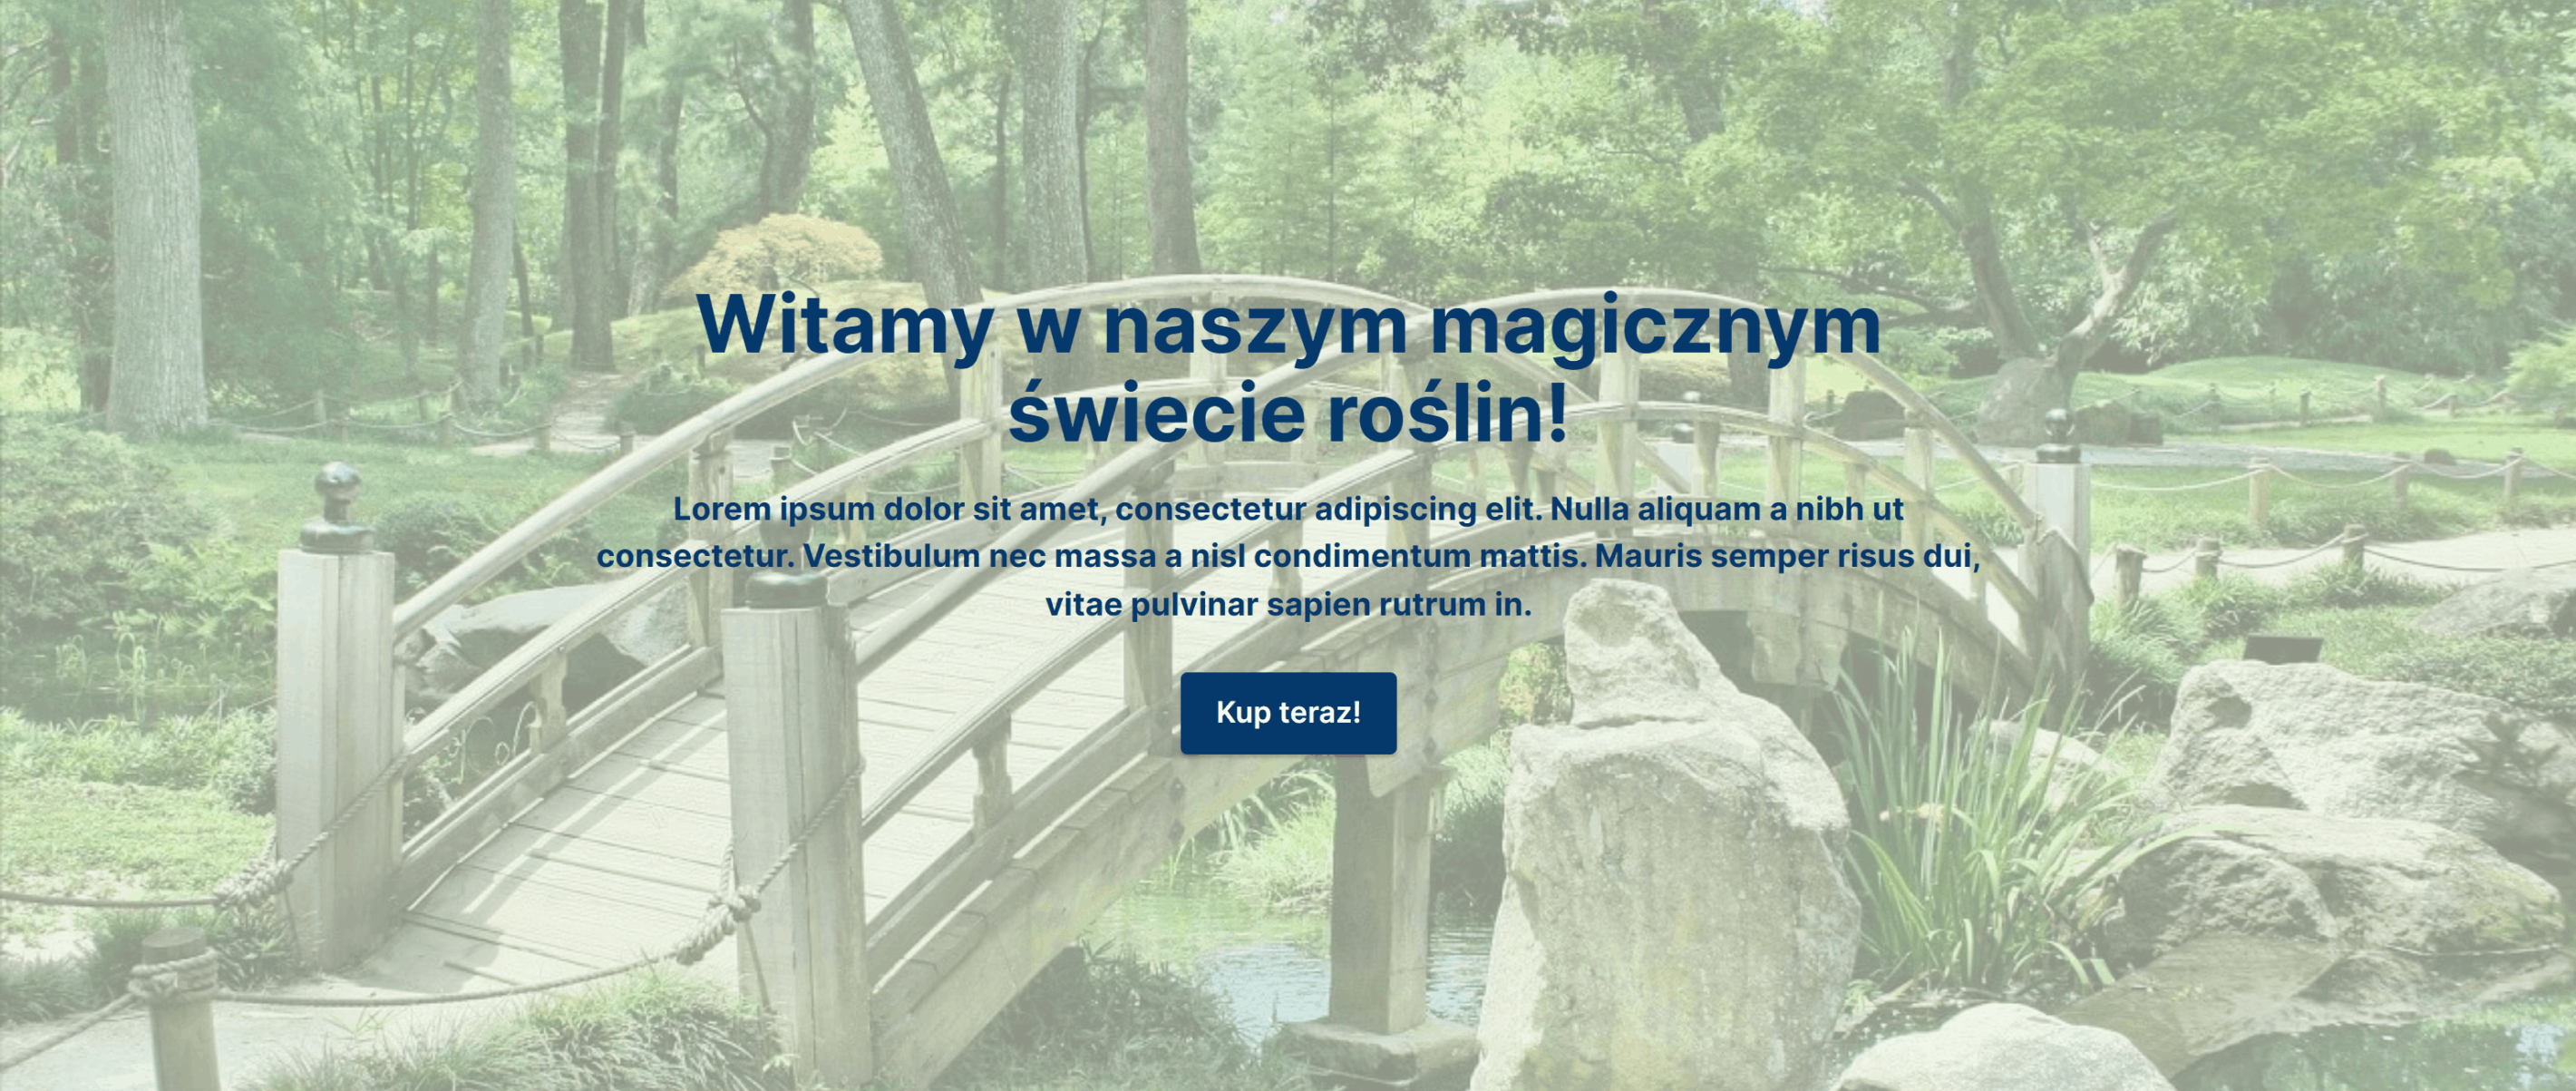 Witamy w naszym magicznym
świecie roślin!
Lorem ipsum dolor sit amet, consectetur adipiscing elit. Nulla aliquam a nibh ut
consectetur. Vestibulum nec massa a nisl condimentum mattis. Mauris semper risus dui,
vitae pulvinar sapien rutrum in.
Kup teraz!